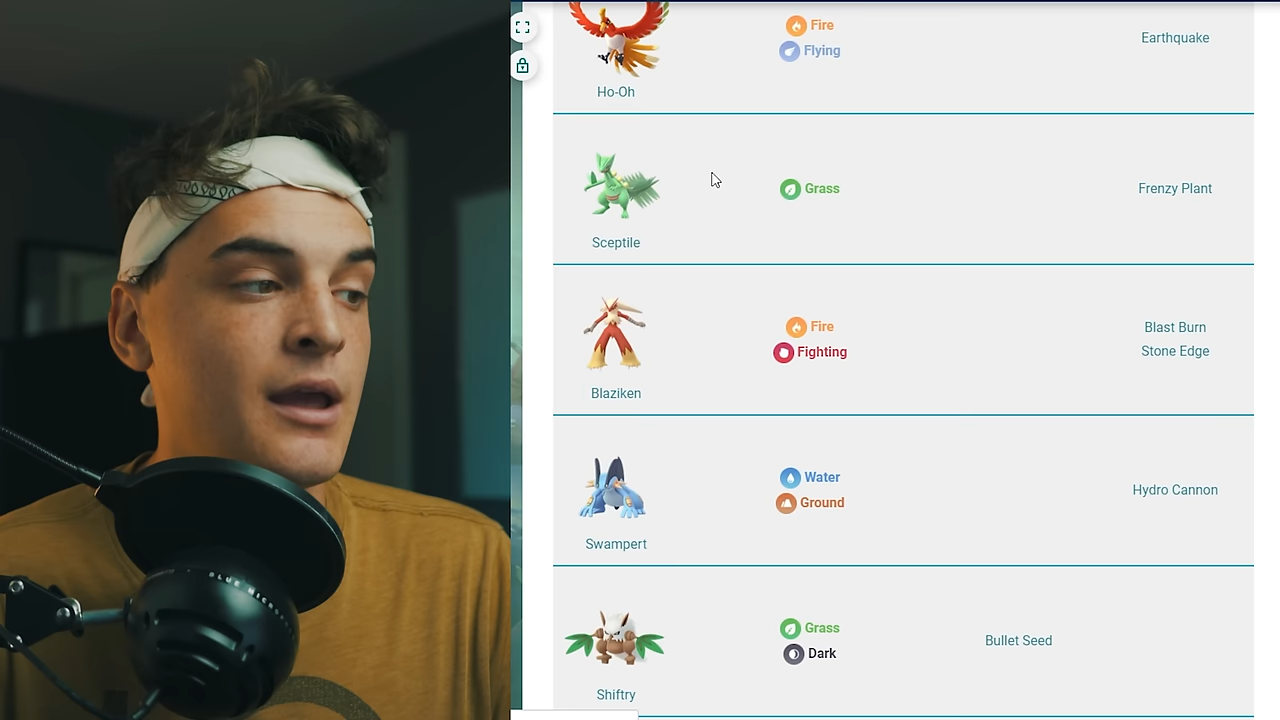 Fire
Flying
Earthquake
Ho-Oh
Grass
Frenzy Plant
Sceptile
Fire
Fighting
Blast Burn
Stone Edge
Blaziken
Water
Ground
Hydro Cannon
Swampert
Grass
Dark
Bullet Seed
Shiftry